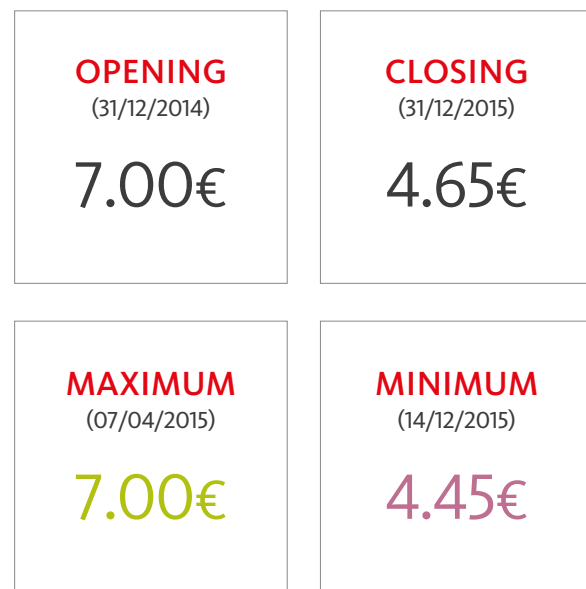 OPENING
(31/12/2014)
7.00€
CLOSING
(31/12/2015)
4.65€
MAXIMUM
(07/04/2015)
7.00€
MINIMUM
(14/12/2015)
4.45€